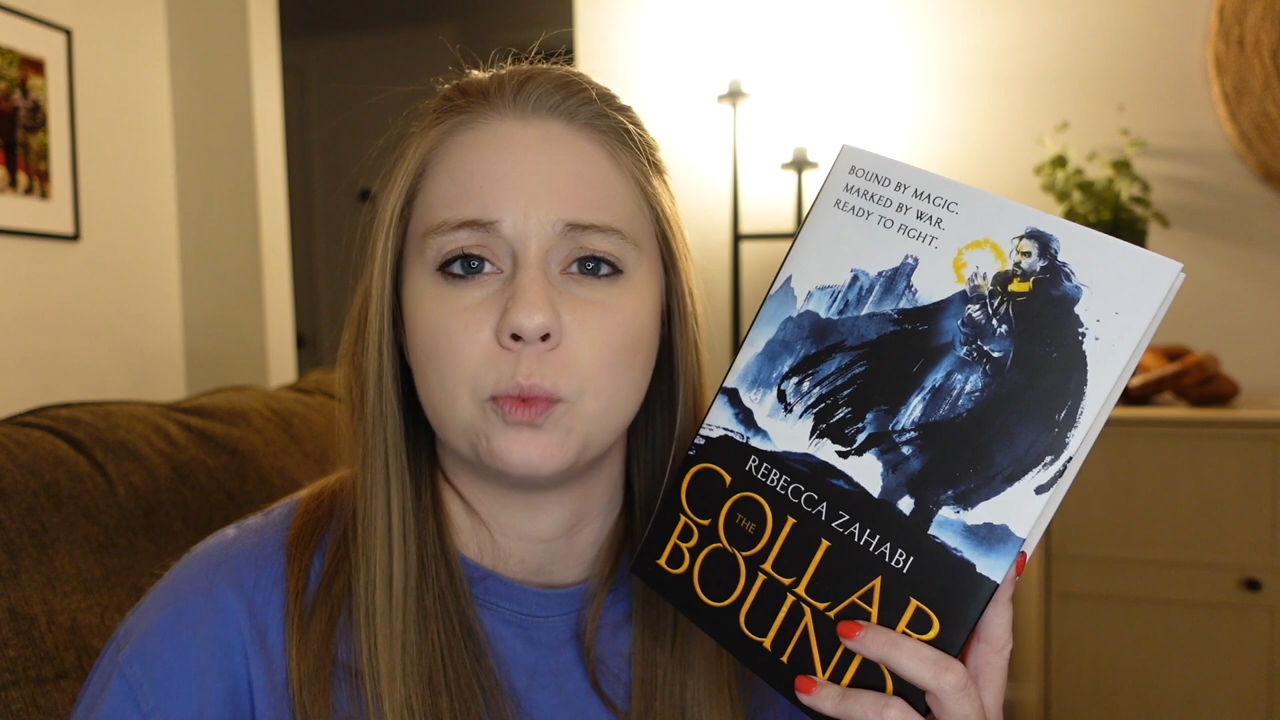 BOUND BY MAGIC.
MARKED BY WAR.
READY TO FIGHT.
REBECCA ZAHABI
THE
COLLAR
BOUND